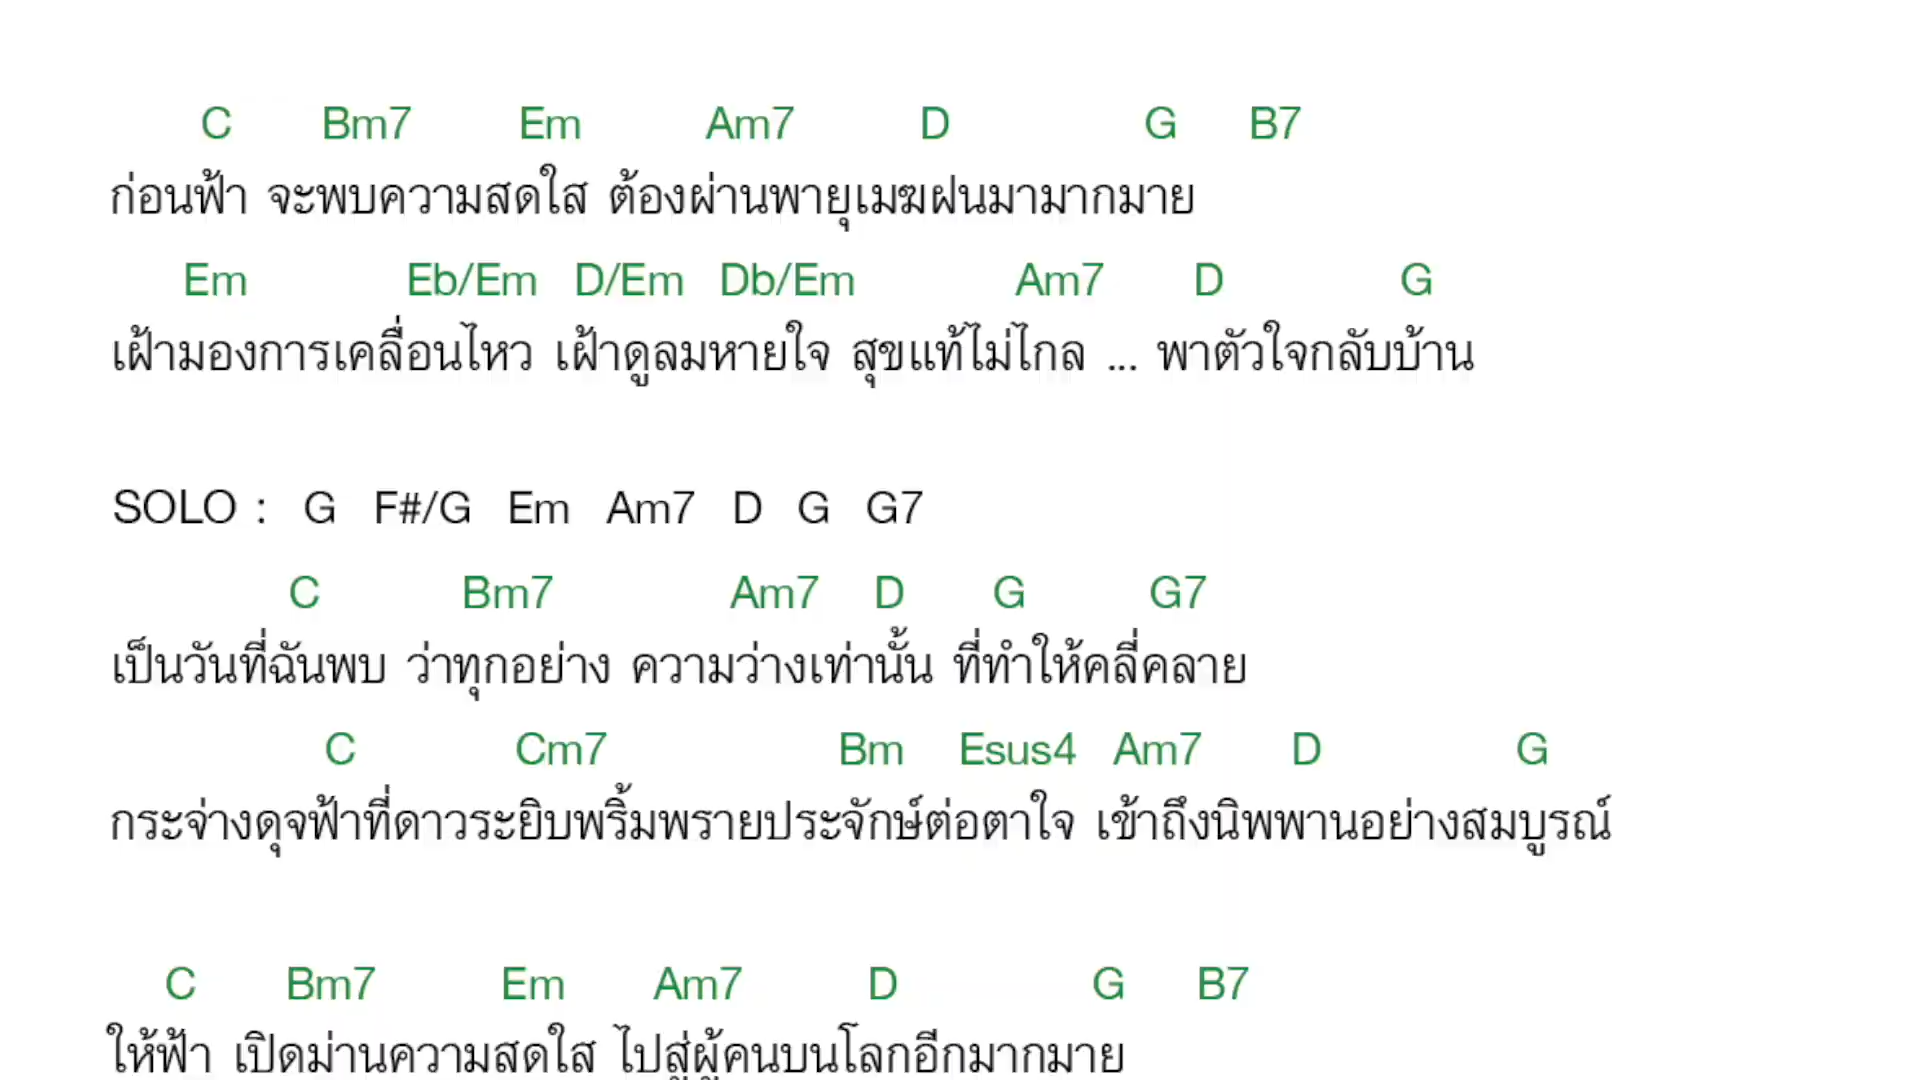 C Bm7 Em Am7 D G B7
ก่อนฟ้า จะพบความสดใส ต้องผ่านพายุเมฆฝนมามากมาย
Em Eb/Em D/Em Db/Em Am7 D G
เฝ้ามองการเคลื่อนไหว เฝ้าดูลมหายใจ สุขแท้ไม่ไกล ... พาตัวใจกลับบ้าน
SOLO : G F#/G Em Am7 D G G7
C Bm7 Am7 D G G7
เป็นวันที่ฉันพบ ว่าทุกอย่าง ความว่างเท่านั้น ที่ทำให้คลี่คลาย
C Cm7 Bm Esus4 Am7 D G
กระจ่างดุจฟ้าที่ดาวระยิบพริ้มพรายประจักษ์ต่อตาใจ เข้าถึงนิพพานอย่างสมบูรณ์
C Bm7 Em Am7 D G B7
ให้ฟ้า เปิดม่านความสดใส ไปสู่ผู้คนบนโลกอีกมากมาย